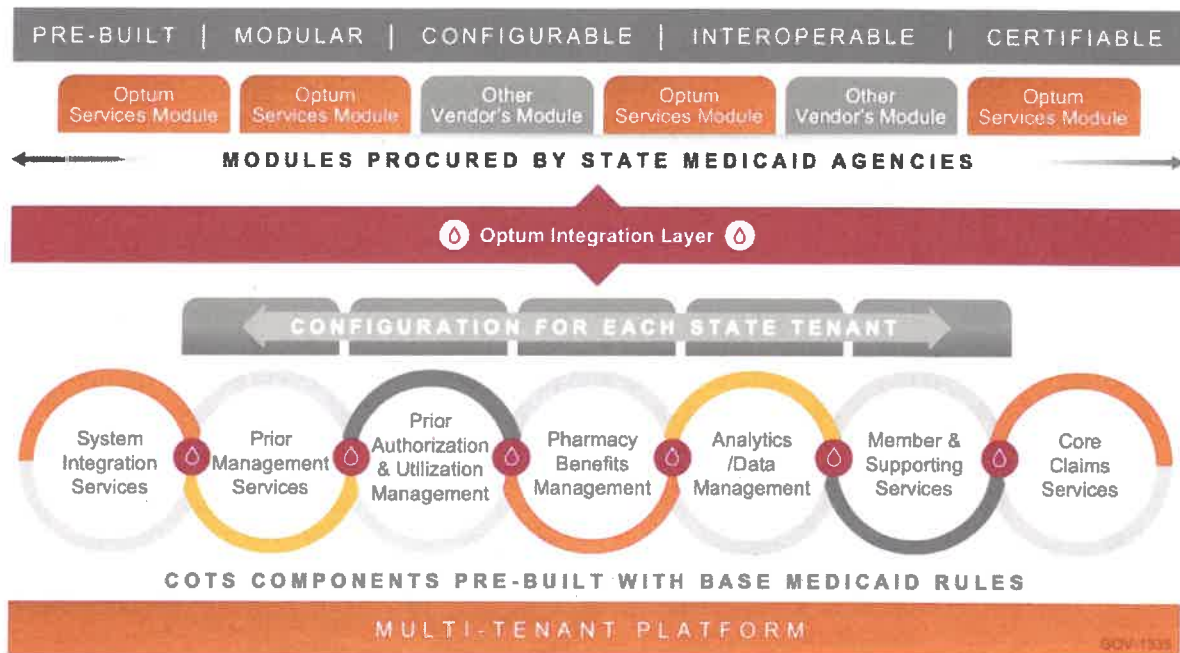 PRE-BUILT | MODULAR | CONFIGURABLE | INTEROPERABLE | CERTIFIABLE
Optum
Services Module
Optum
Services Module
Other
Vendor's Module
Optum
Services Module
Other
Vendor's Module
Optum
Services Module
MODULES PROCURED BY STATE MEDICAID AGENCIES
Optum Integration Layer
CONFIGURATION FOR EACH STATE TENANT
System
Integration
Services
Prior
Management
Services
Prior
Authorization
& Utilization
Management
Pharmacy
Benefits
Management
Analytics
/Data
Management
Member &
Supporting
Services
Core
Claims
Services
COTS COMPONENTS PRE-BUILT WITH BASE MEDICAID RULES
MULTI-TENANT PLATFORM